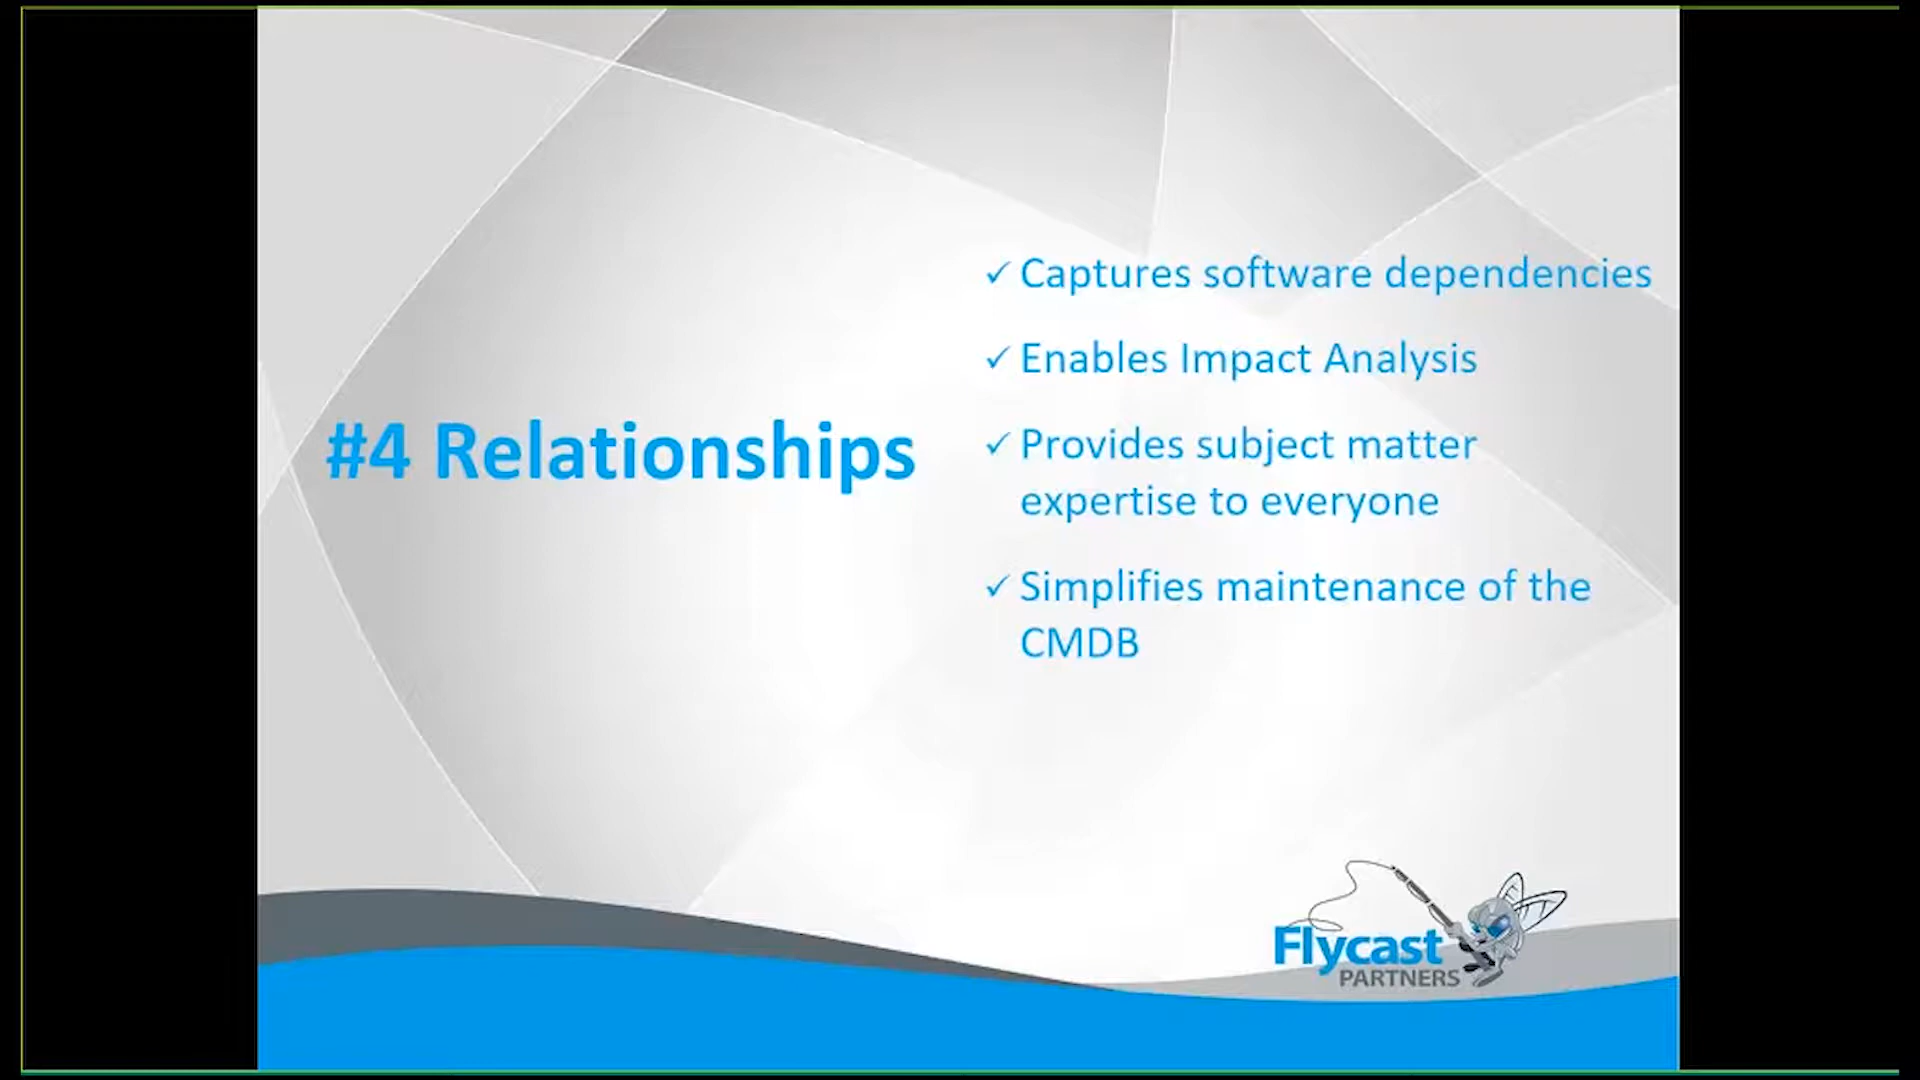 #4 Relationships
Captures software dependencies
Enables Impact Analysis
Provides subject matter
expertise to everyone
Simplifies maintenance of the
CMDB
Flycast
PARTNERS